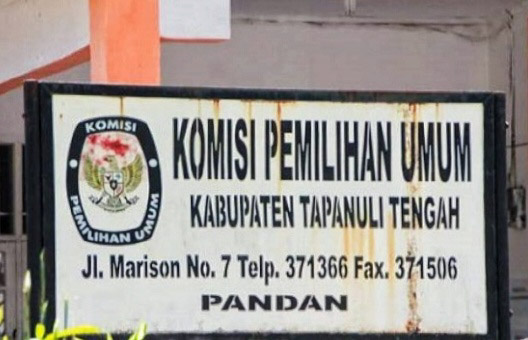 KOMISI
PEMILIHAN UMUM
KOMISI PEMILIHAN UMUM
KABUPATEN TAPANULI TENGAH
Jl. Marison No. 7 Telp. 371366 Fax. 371506
PANDAN